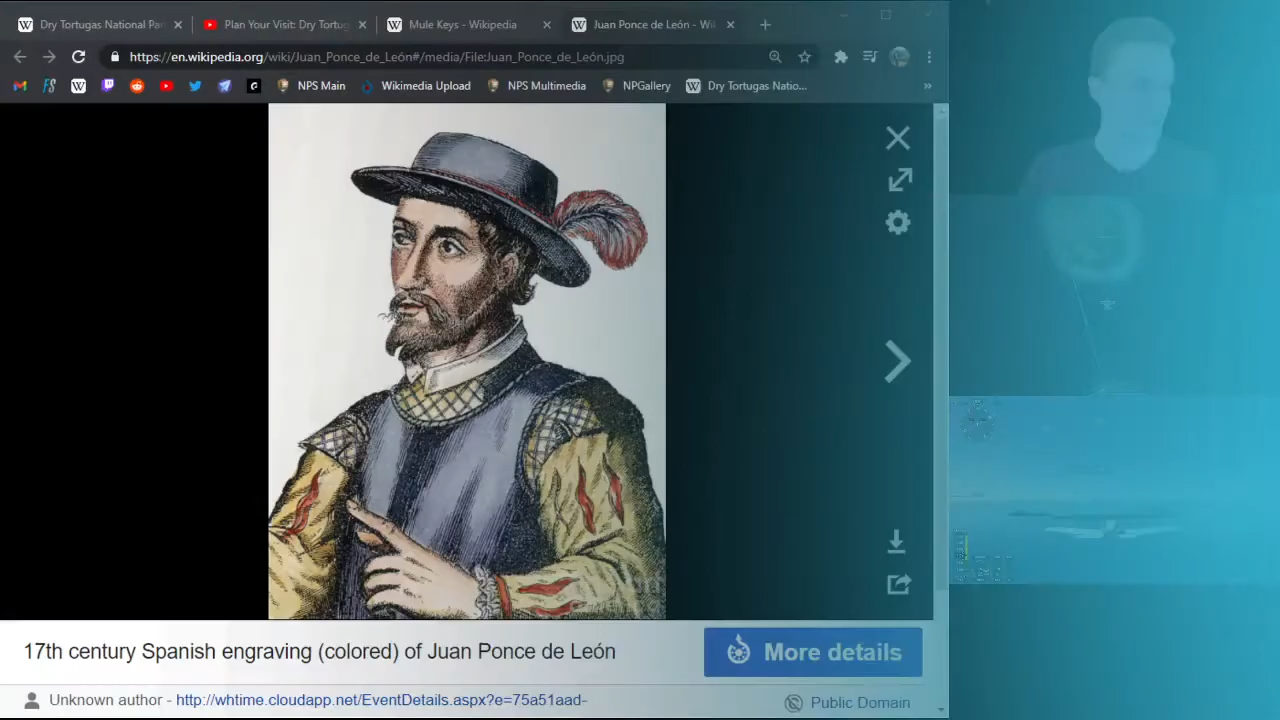 Dry Tortugas National Par
Plan Your Visit: Dry Tortug
Mule Keys - Wikipedia
Juan Ponce de León - Wi
https://en.wikipedia.org/wiki/Juan_Ponce_de_León#/media/File:Juan_Ponce_de_León.jpg
NPS Main
Wikimedia Upload
NPS Multimedia
NPGallery
Dry Tortugas Natio...
17th century Spanish engraving (colored) of Juan Ponce de León
More details
Unknown author - http://whtime.cloudapp.net/EventDetails.aspx?e=75a51aad-
Public Domain